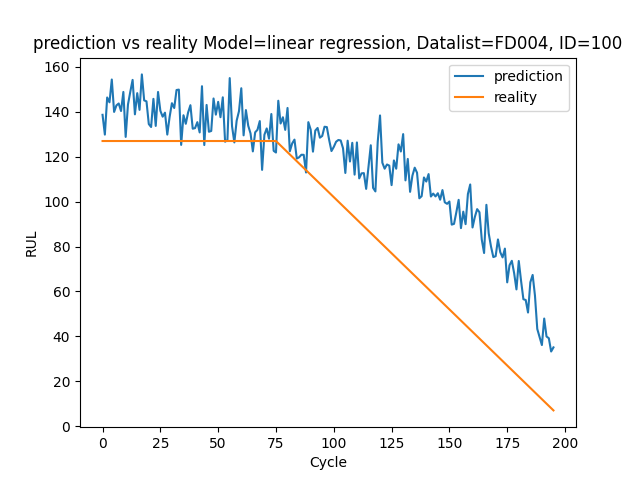 prediction vs reality Model=linear regression, Datalist=FD004, ID=100
160
140
120
100
80
60
40
20
0
RUL
prediction
reality
0 25 50 75 100 125 150 175 200
Cycle